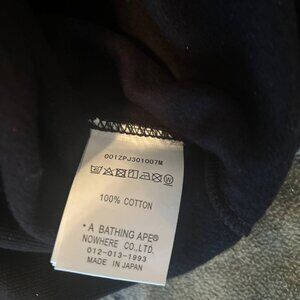 001ZPJ301007M
100% COTTON
* A BATHING APE®
NOWHERE CO.,LTD.
012-013-1993
MADE IN JAPAN